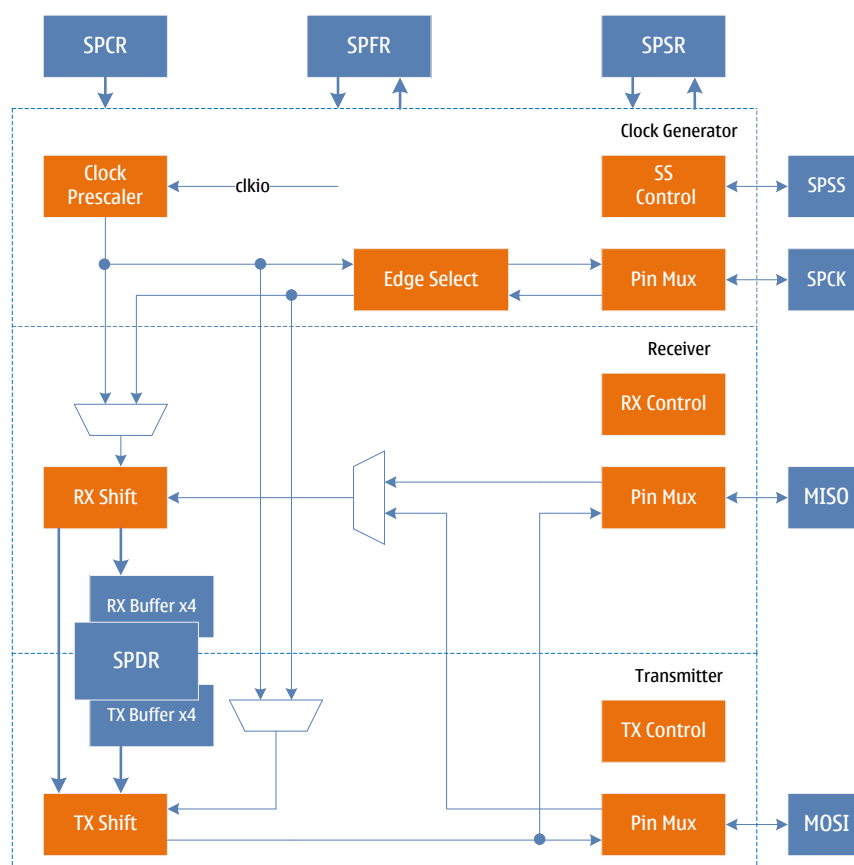 SPCR
SPFR
SPSR
Clock Generator
Clock
Prescaler
clkio
SS
Control
SPSS
Edge Select
Pin Mux
SPCK
Receiver
RX Control
RX Shift
Pin Mux
MISO
RX Buffer x4
SPDR
TX Buffer x4
Transmitter
TX Control
TX Shift
Pin Mux
MOSI